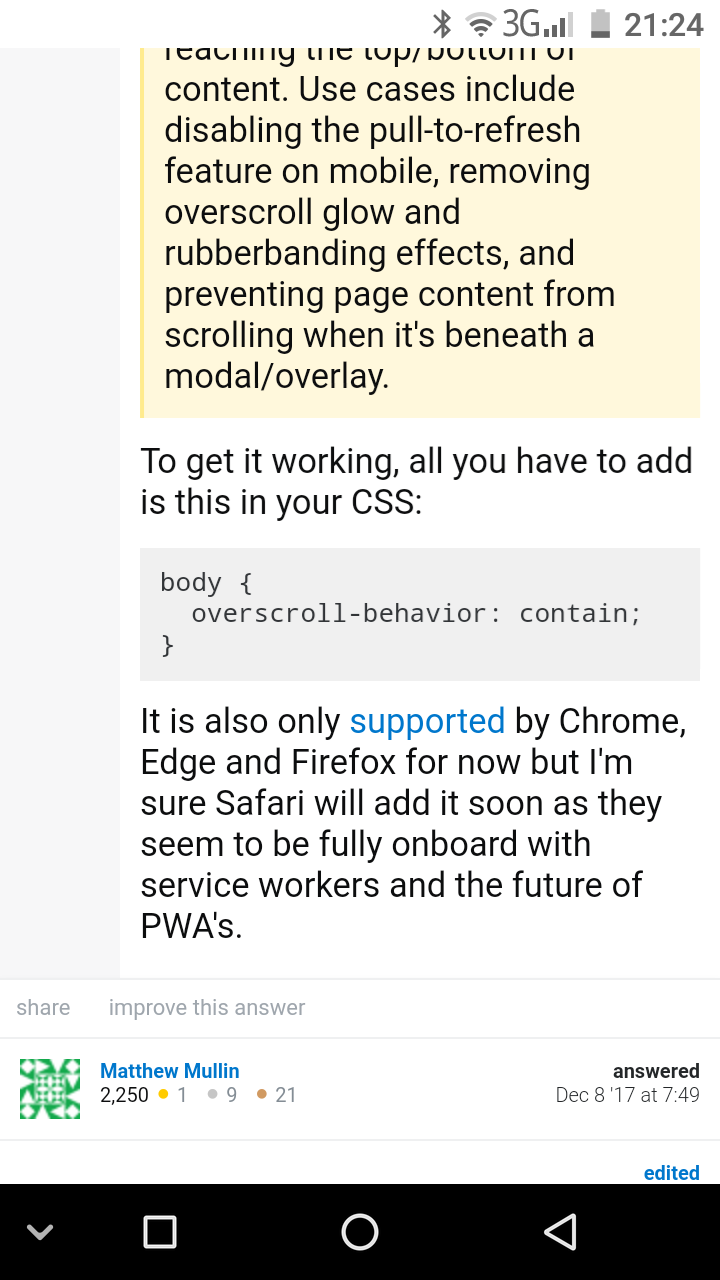 3G 21:24
reaching the top/bottom of
content. Use cases include
disabling the pull-to-refresh
feature on mobile, removing
overscroll glow and
rubberbanding effects, and
preventing page content from
scrolling when it's beneath a
modal/overlay.
To get it working, all you have to add
is this in your CSS:
body {
  overscroll-behavior: contain;
}
It is also only supported by Chrome,
Edge and Firefox for now but I'm
sure Safari will add it soon as they
seem to be fully onboard with
service workers and the future of
PWA's.
share improve this answer
Matthew Mullin answered
2,250 1 9 21 Dec 8 '17 at 7:49
edited